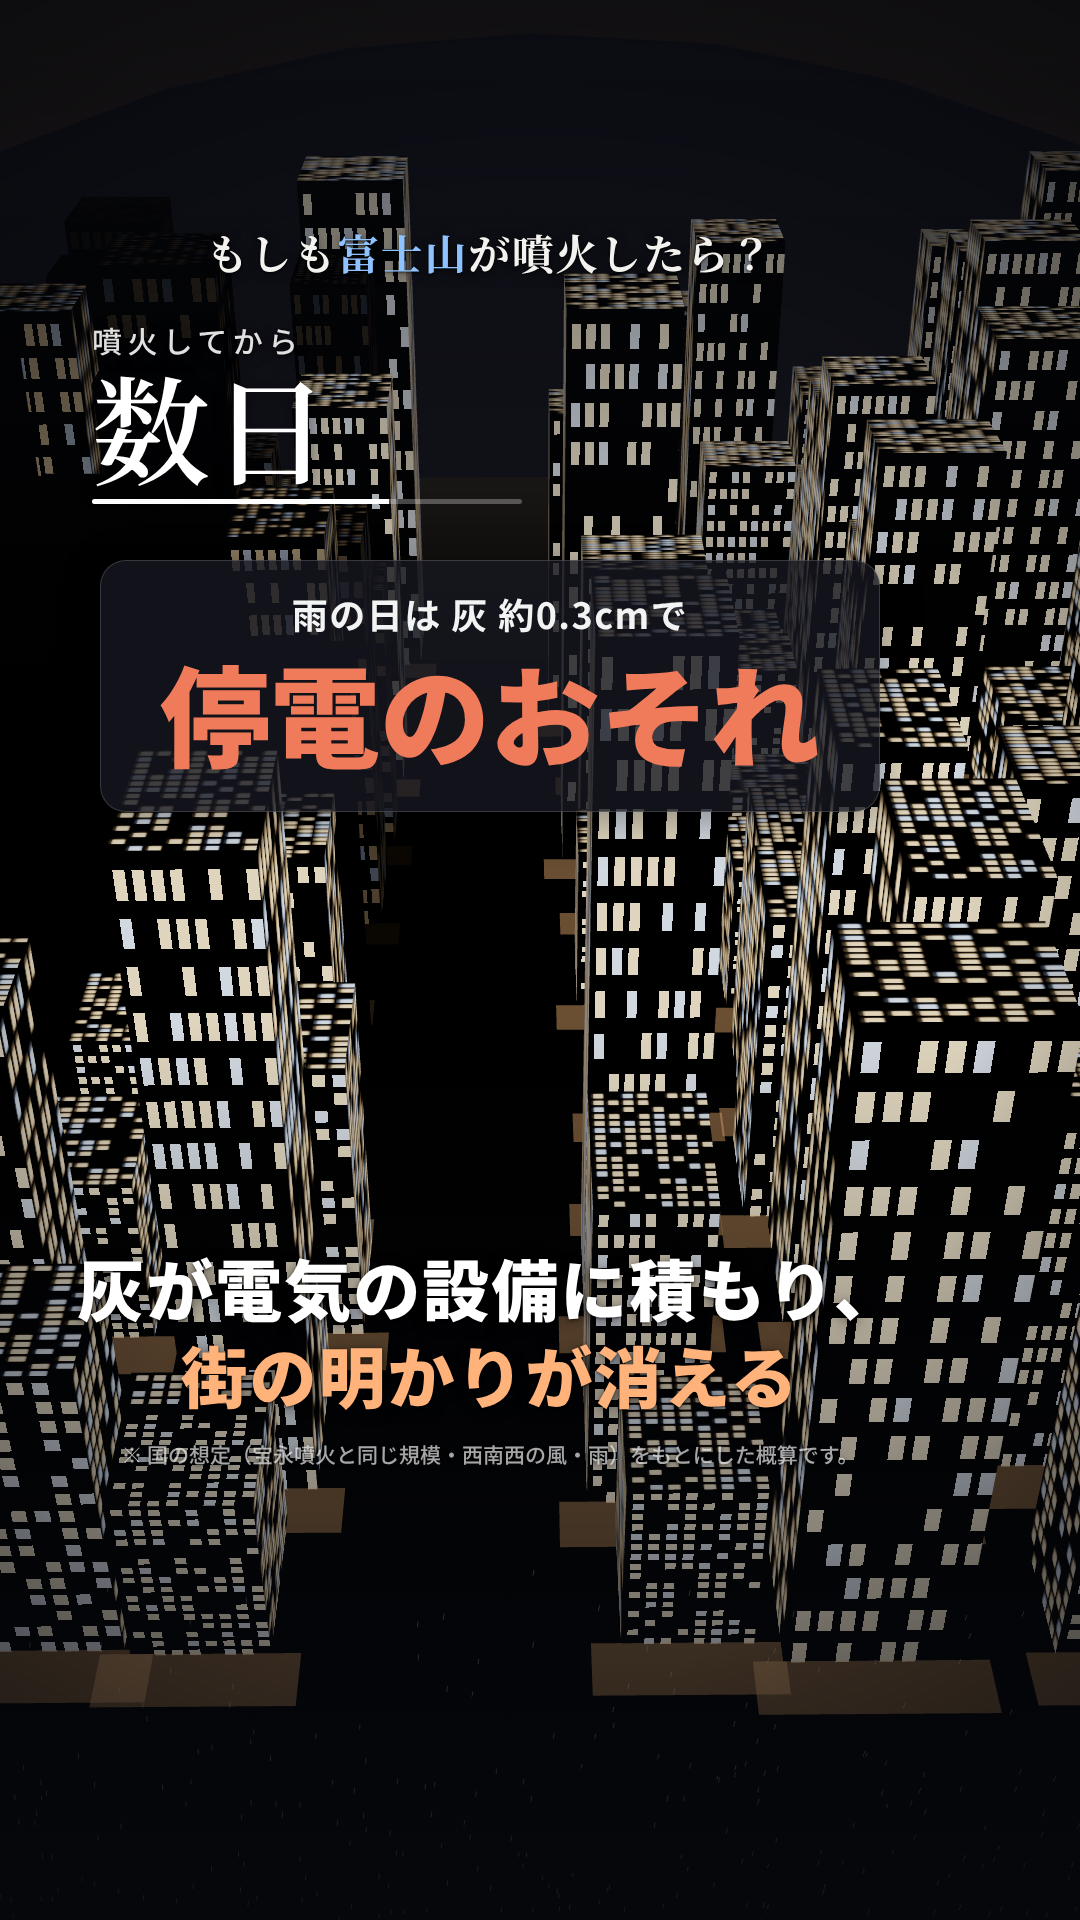 もしも富士山が噴火したら？
噴火してから
数日
雨の日は 灰 約0.3cmで
停電のおそれ
灰が電気の設備に積もり、
街の明かりが消える
※ 国の想定（宝永噴火と同じ規模・西南西の風・雨）をもとにした概算です。